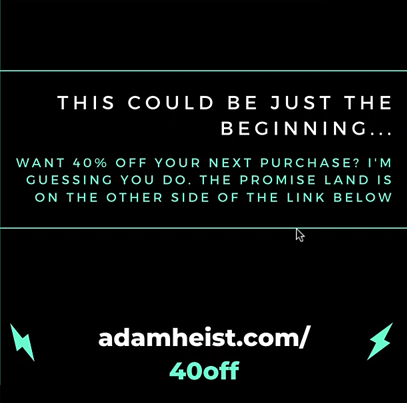 THIS COULD BE JUST THE
BEGINNING...
WANT 40% OFF YOUR NEXT PURCHASE? I'M
GUESSING YOU DO. THE PROMISE LAND IS
ON THE OTHER SIDE OF THE LINK BELOW
adamheist.com/
40off